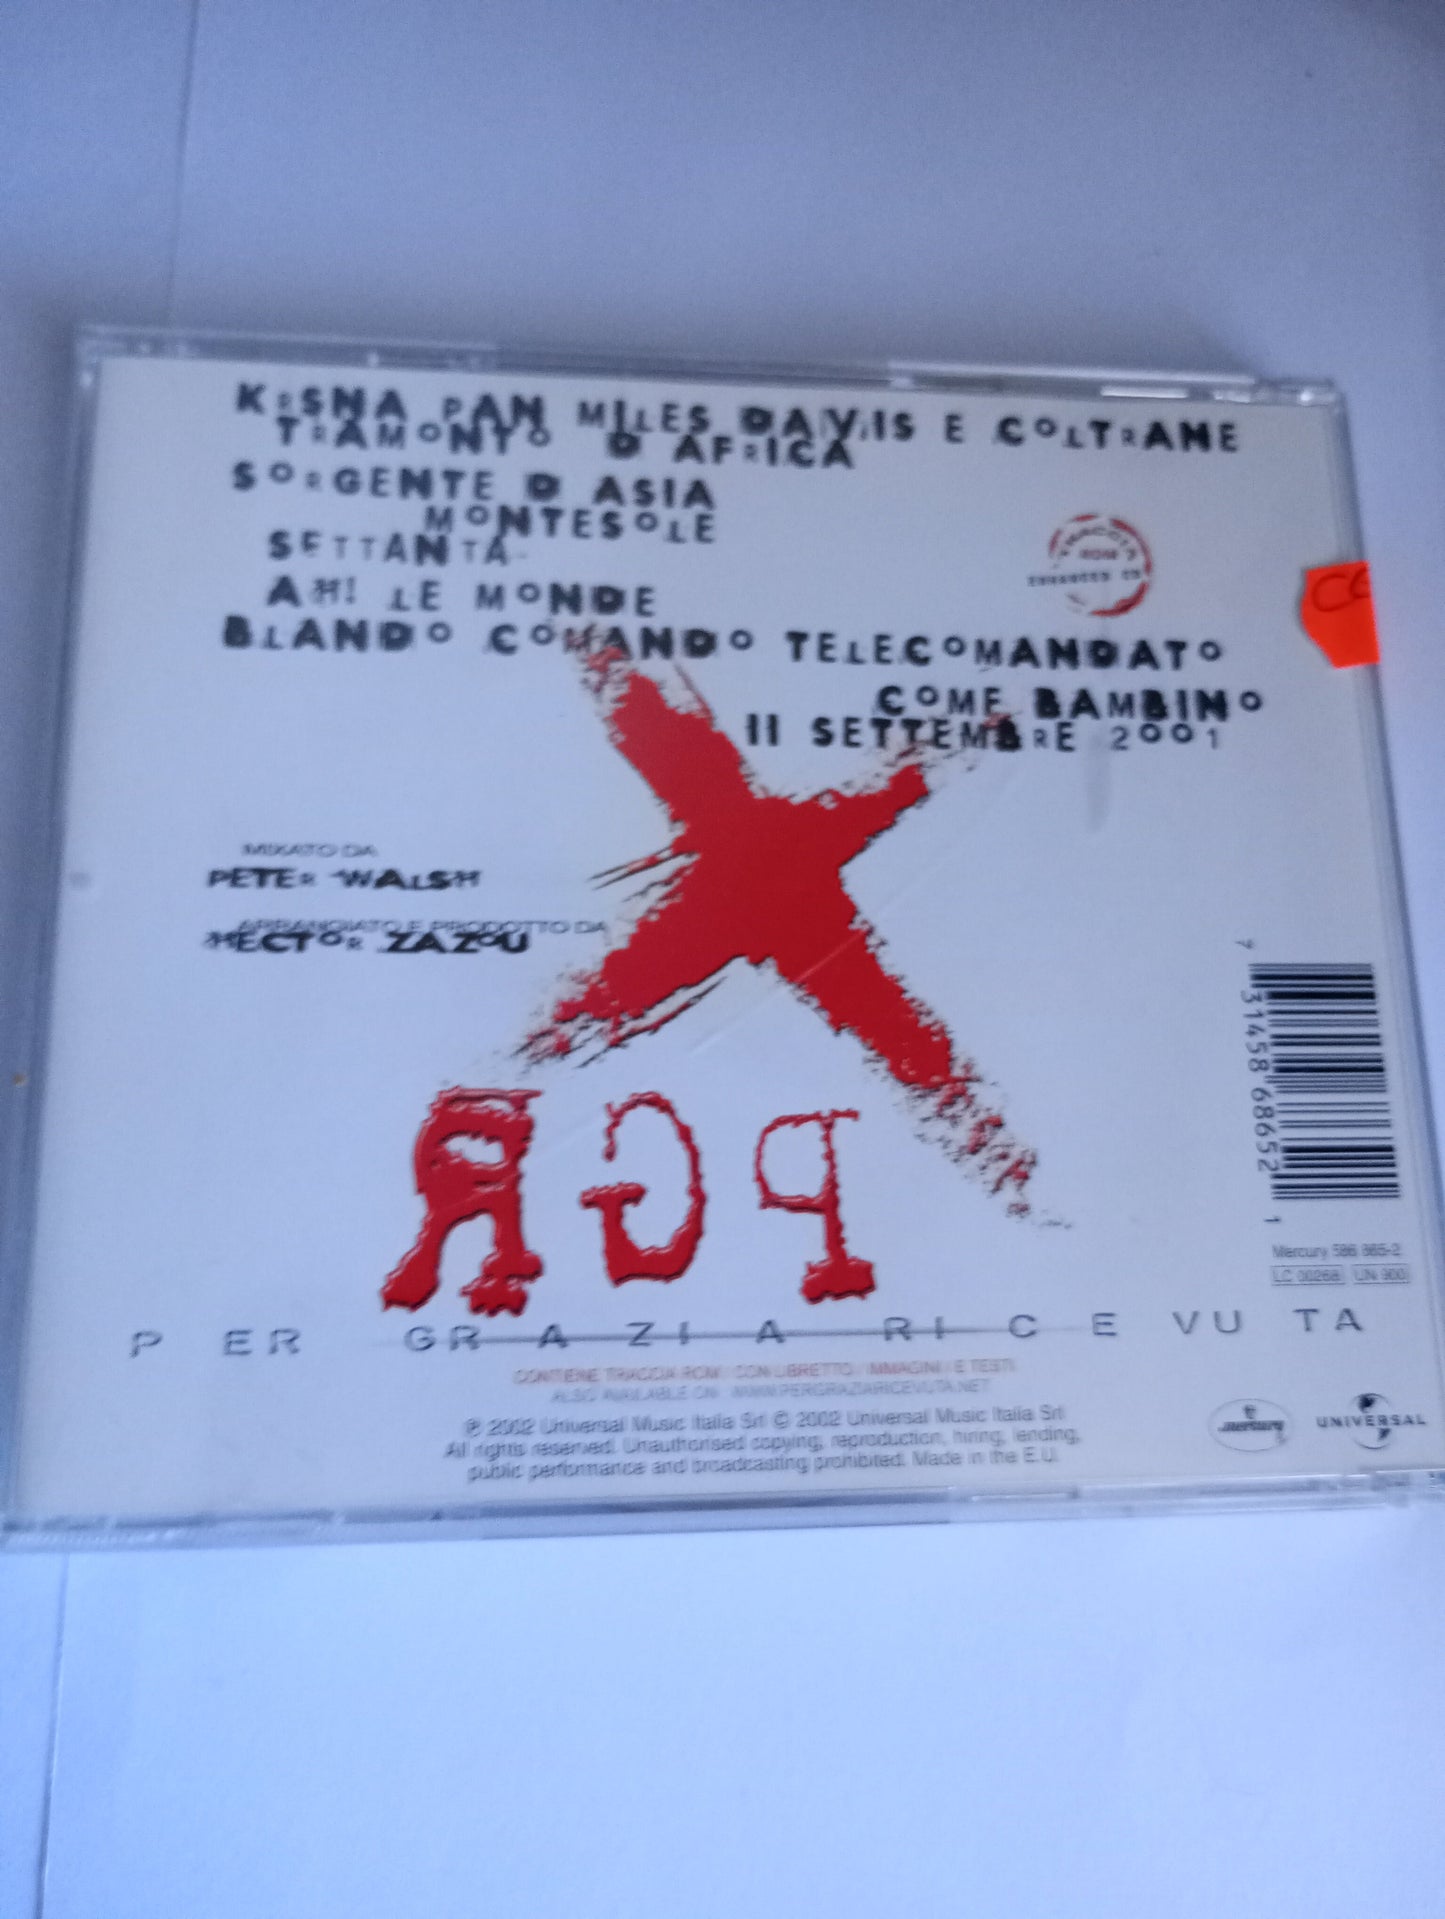 KRSNA PAN MILES DAVIS E COLTRANE
TRAMONTO D AFRICA
SORGENTE D ASIA
MONTESOLE
SETTANTA
AH! LE MONDE
BLANDO COMANDO TELECOMANDATO
COME BAMBINO
11 SETTEMBRE 2001
TRACCIA
ROM
ENHANCED CD
MIXATO DA
PETER WALSH
ARRANGIATO E PRODOTTO DA
HECTOR ZAZOU
7 31458 68652 1
Mercury 586 865-2
LC 00268 UN 900
PGR
PER GRAZIA RICEVUTA
CONTIENE TRACCIA ROM / CON LIBRETTO / IMMAGINI / E TESTI
ALSO AVAILABLE ON WWW.PERGRAZIARICEVUTA.NET
℗ 2002 Universal Music Italia Srl © 2002 Universal Music Italia Srl
All rights reserved. Unauthorised copying, reproduction, hiring, lending,
public performance and broadcasting prohibited. Made in the E.U.
mercury
UNIVERSAL